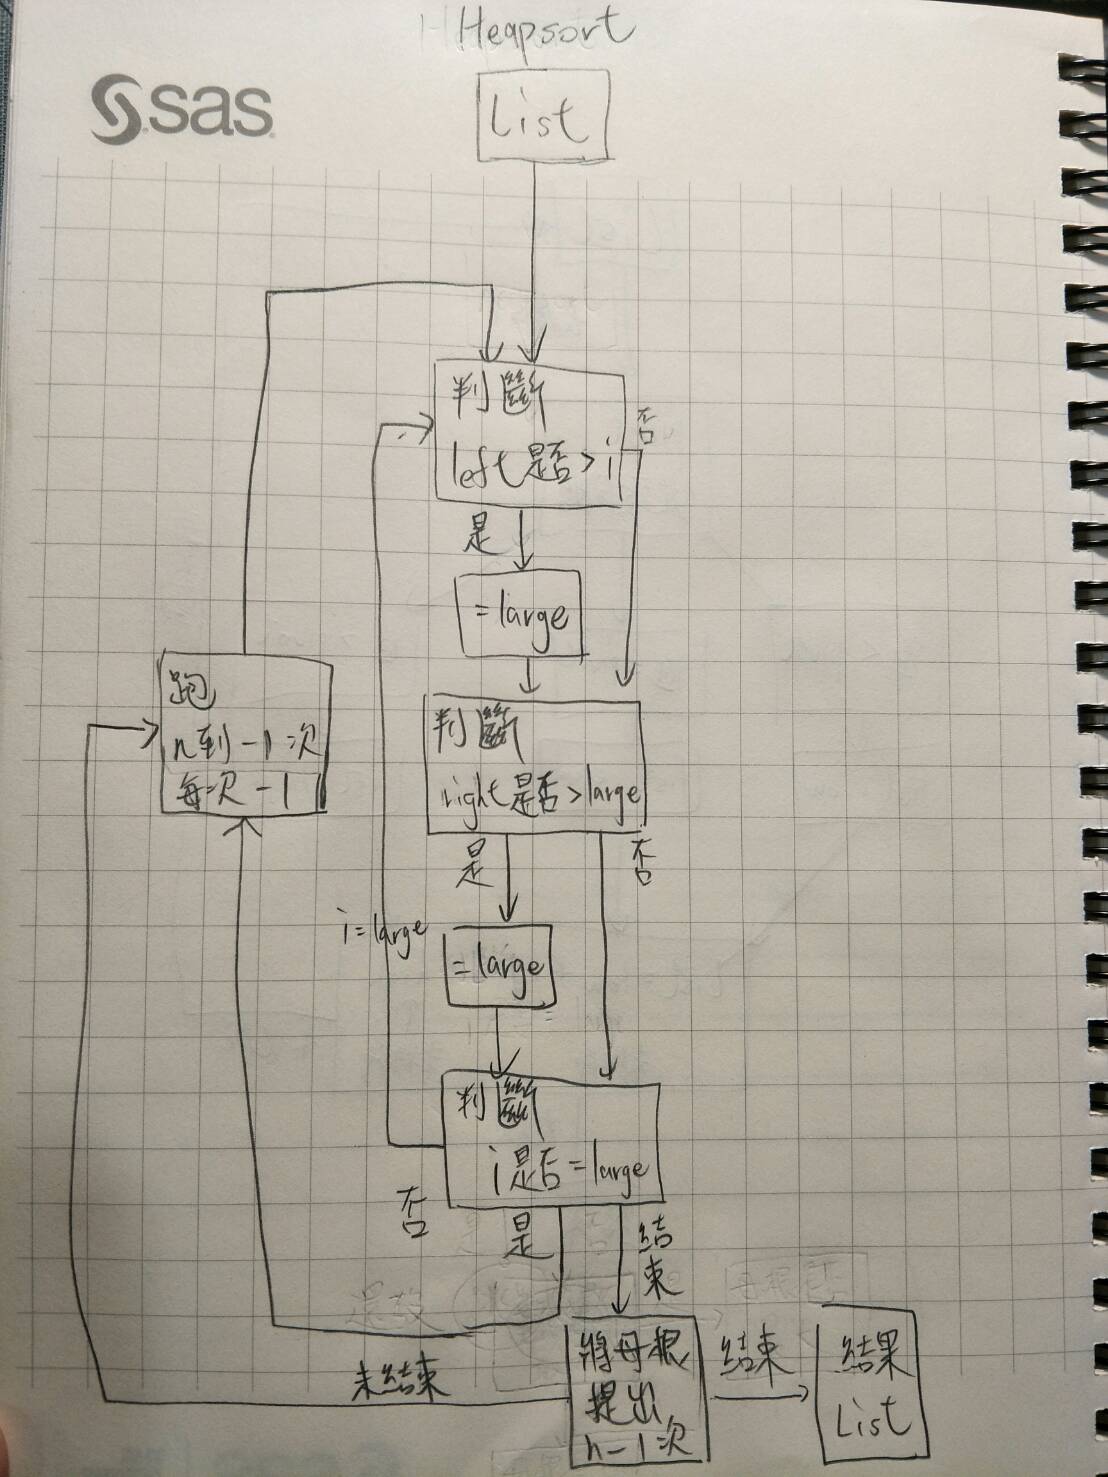 Heapsort
sas
List
判斷
left是否>i
否
是
=large
跑
n到-1次
每次-1
判斷
right是否>large
是
否
i=large
=large
判斷
i是否=large
否
是
結
束
未結束
將母根
提出
n-1次
結束
結果
List